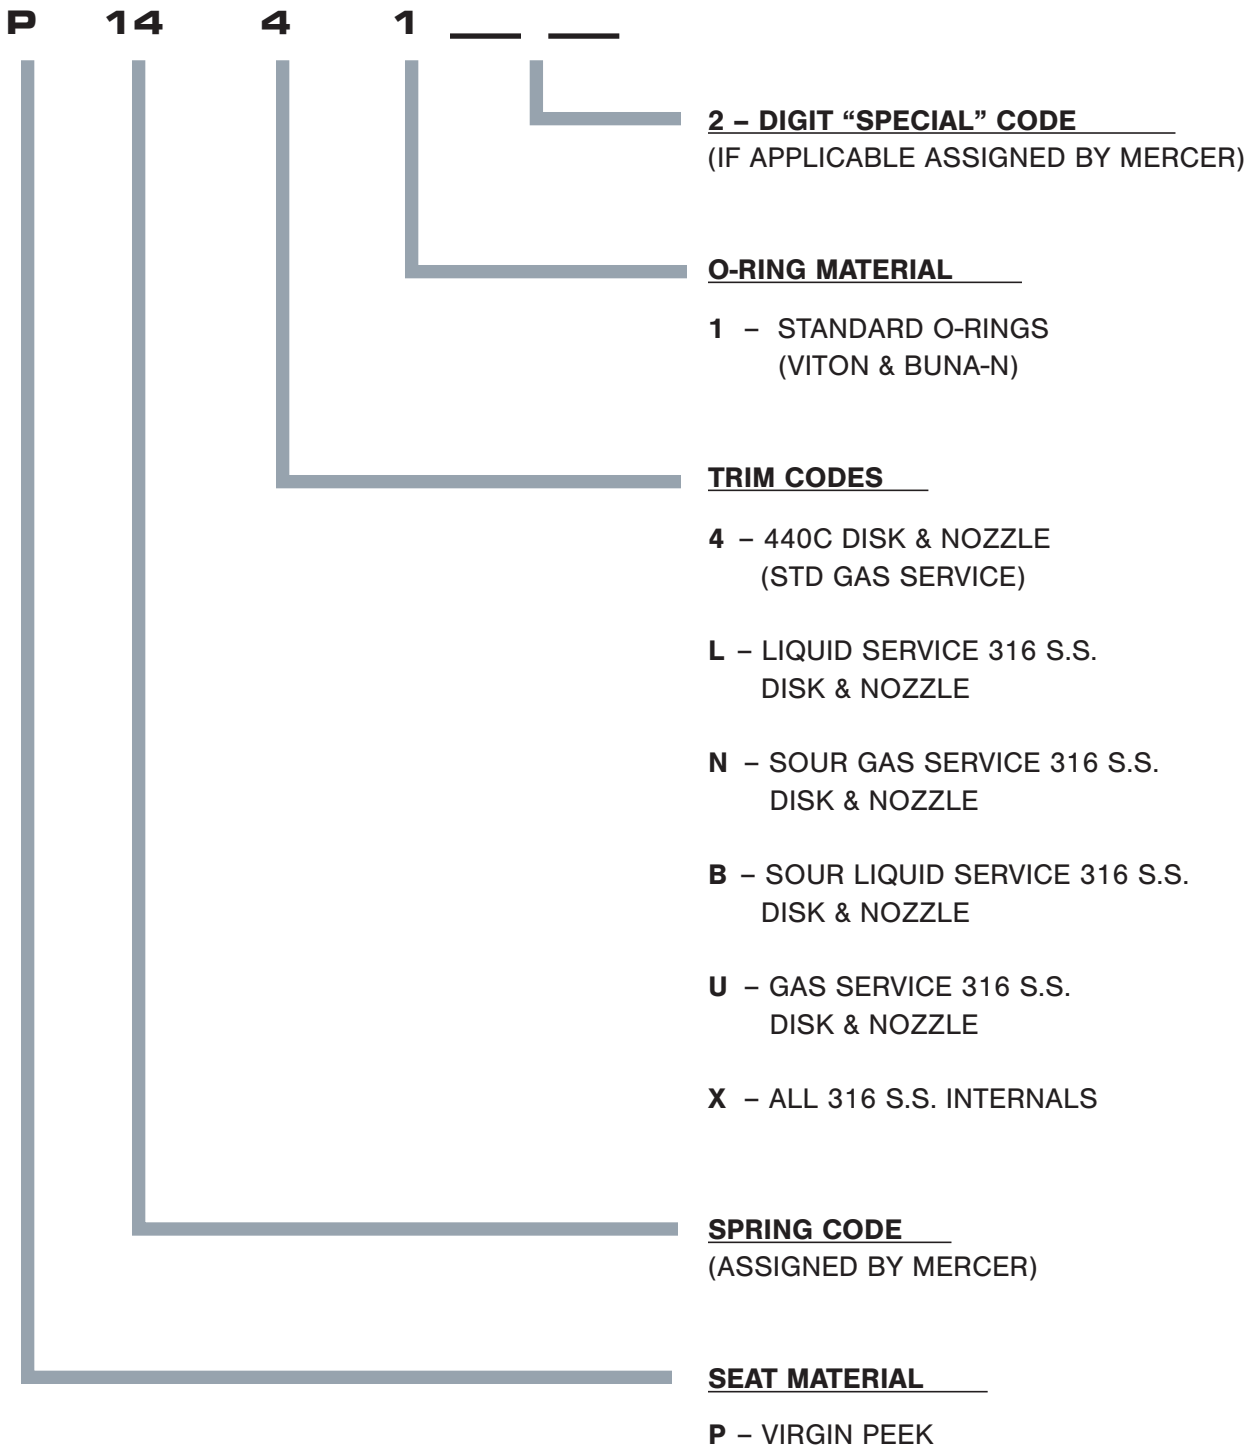 P 14 4 1 __ __
2 – DIGIT “SPECIAL” CODE
(IF APPLICABLE ASSIGNED BY MERCER)
O-RING MATERIAL
1 – STANDARD O-RINGS
(VITON & BUNA-N)
TRIM CODES
4 – 440C DISK & NOZZLE
(STD GAS SERVICE)
L – LIQUID SERVICE 316 S.S.
DISK & NOZZLE
N – SOUR GAS SERVICE 316 S.S.
DISK & NOZZLE
B – SOUR LIQUID SERVICE 316 S.S.
DISK & NOZZLE
U – GAS SERVICE 316 S.S.
DISK & NOZZLE
X – ALL 316 S.S. INTERNALS
SPRING CODE
(ASSIGNED BY MERCER)
SEAT MATERIAL
P – VIRGIN PEEK